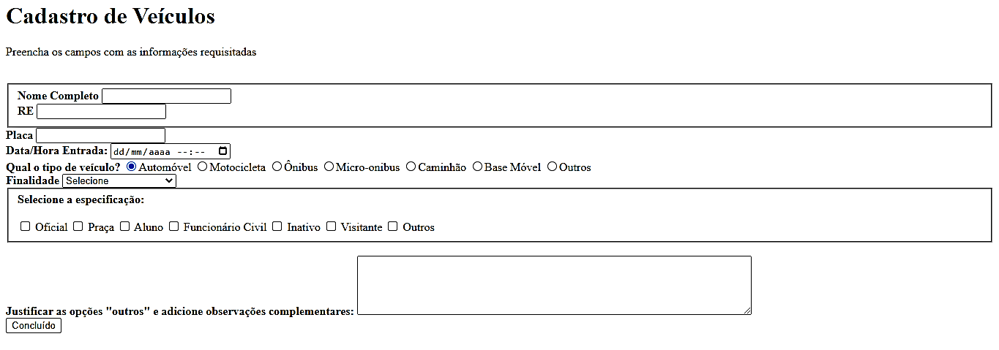 Cadastro de Veículos
Preencha os campos com as informações requisitadas
Nome Completo
RE
Placa
Data/Hora Entrada: dd/mm/aaaa --:--
Qual o tipo de veículo? Automóvel Motocicleta Ônibus Micro-onibus Caminhão Base Móvel Outros
Finalidade Selecione
Selecione a especificação:
Oficial Praça Aluno Funcionário Civil Inativo Visitante Outros
Justificar as opções "outros" e adicione observações complementares:
Concluído